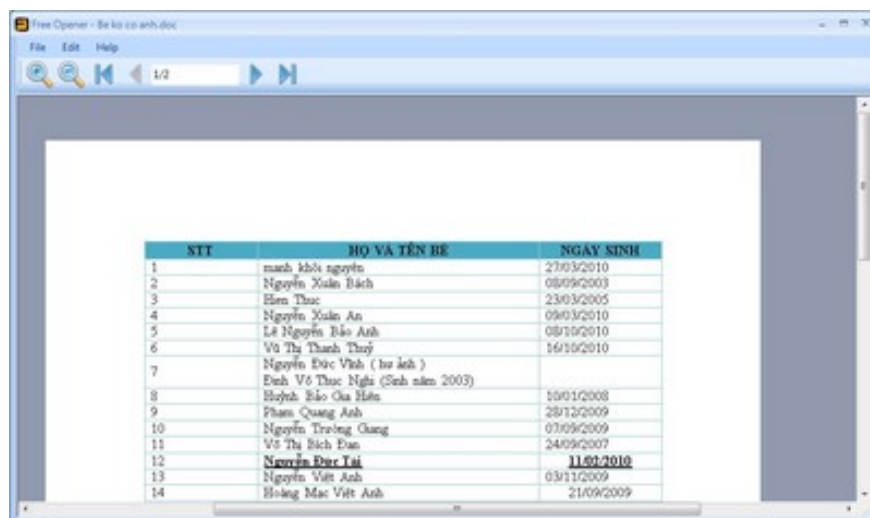 Free Opener - Be ko co anh.doc
File Edit Help
1/2
STT HỌ VÀ TÊN BÉ NGÀY SINH
1 manh khôi nguyên 27/03/2010
2 Nguyễn Xuân Bách 08/09/2003
3 Hien Thuc 23/03/2005
4 Nguyễn Xuân An 09/03/2010
5 Lê Nguyễn Bảo Anh 08/10/2010
6 Vũ Thị Thanh Thuỷ 16/10/2010
7 Nguyễn Đức Vĩnh ( hư ảnh )
Đinh Võ Thục Nghi (Sinh năm 2003)
8 Huỳnh Bảo Gia Hân 10/01/2008
9 Phạm Quang Anh 28/12/2009
10 Nguyễn Trường Giang 07/09/2009
11 Võ Thị Bích Đan 24/09/2007
12 Nguyễn Đức Tài 11/02/2010
13 Nguyễn Việt Anh 03/11/2009
14 Hoàng Mac Việt Anh 21/09/2009